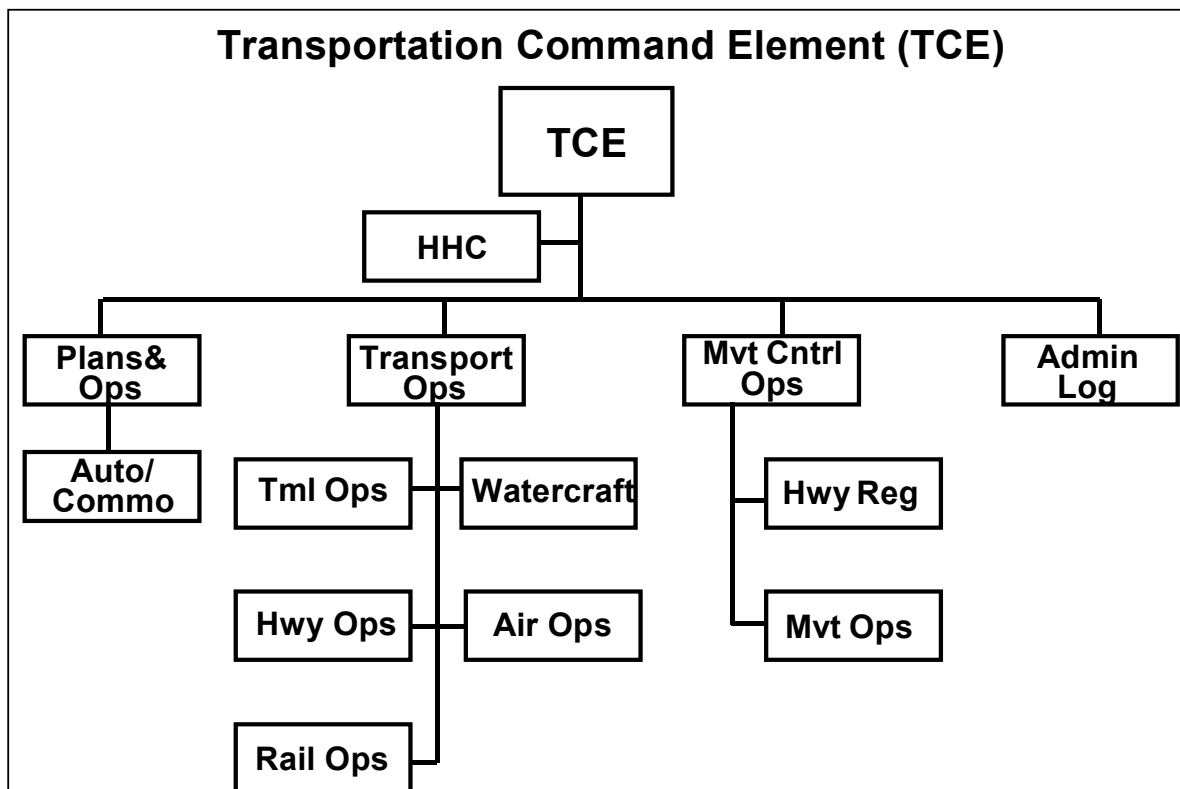 Transportation Command Element (TCE)
TCE
HHC
Plans&
Ops
Transport
Ops
Mvt Cntrl
Ops
Admin
Log
Auto/
Commo
Tml Ops
Watercraft
Hwy Reg
Hwy Ops
Air Ops
Mvt Ops
Rail Ops